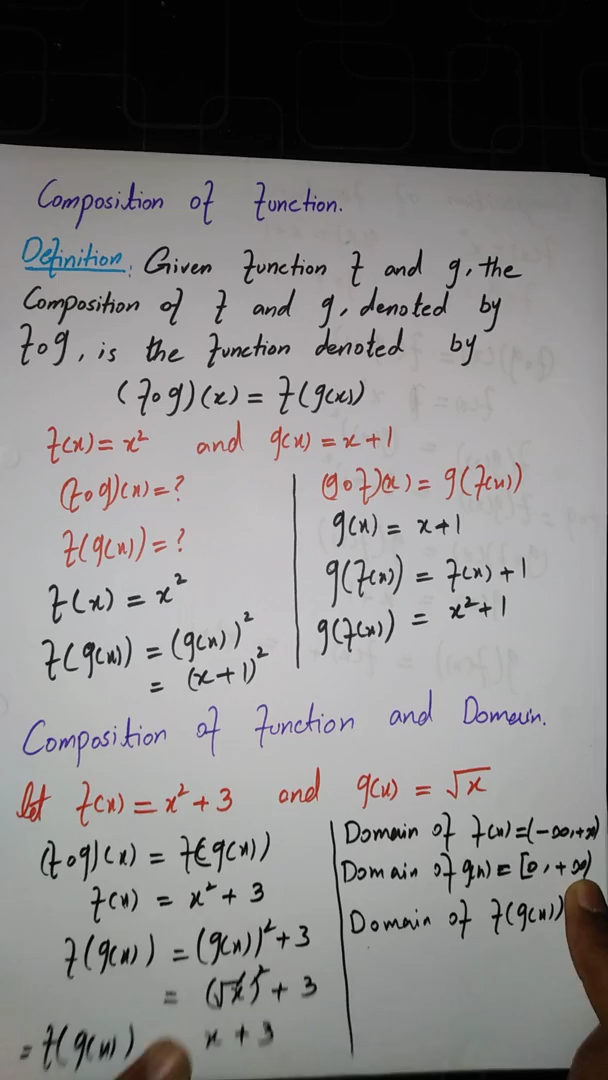 Composition of Function.
Definition: Given function f and g, the
Composition of f and g, denoted by
fog, is the function denoted by
(fog)(x) = f(g(x))
f(x) = x² and g(x) = x+1
(fog)(x) = ?
f(g(x)) = ?
f(x) = x²
f(g(x)) = (g(x))²
= (x+1)²
(gof)(x) = g(f(x))
g(x) = x+1
g(f(x)) = f(x) + 1
g(f(x)) = x²+1
Composition of function and Domain.
let f(x) = x² + 3 and g(x) = √x
(fog)(x) = f(g(x))
f(x) = x² + 3
f(g(x)) = (g(x))² + 3
= (√x)² + 3
= f(g(x)) x + 3
Domain of f(x) = (-∞, +∞)
Domain of g(x) = [0, +∞)
Domain of f(g(x))